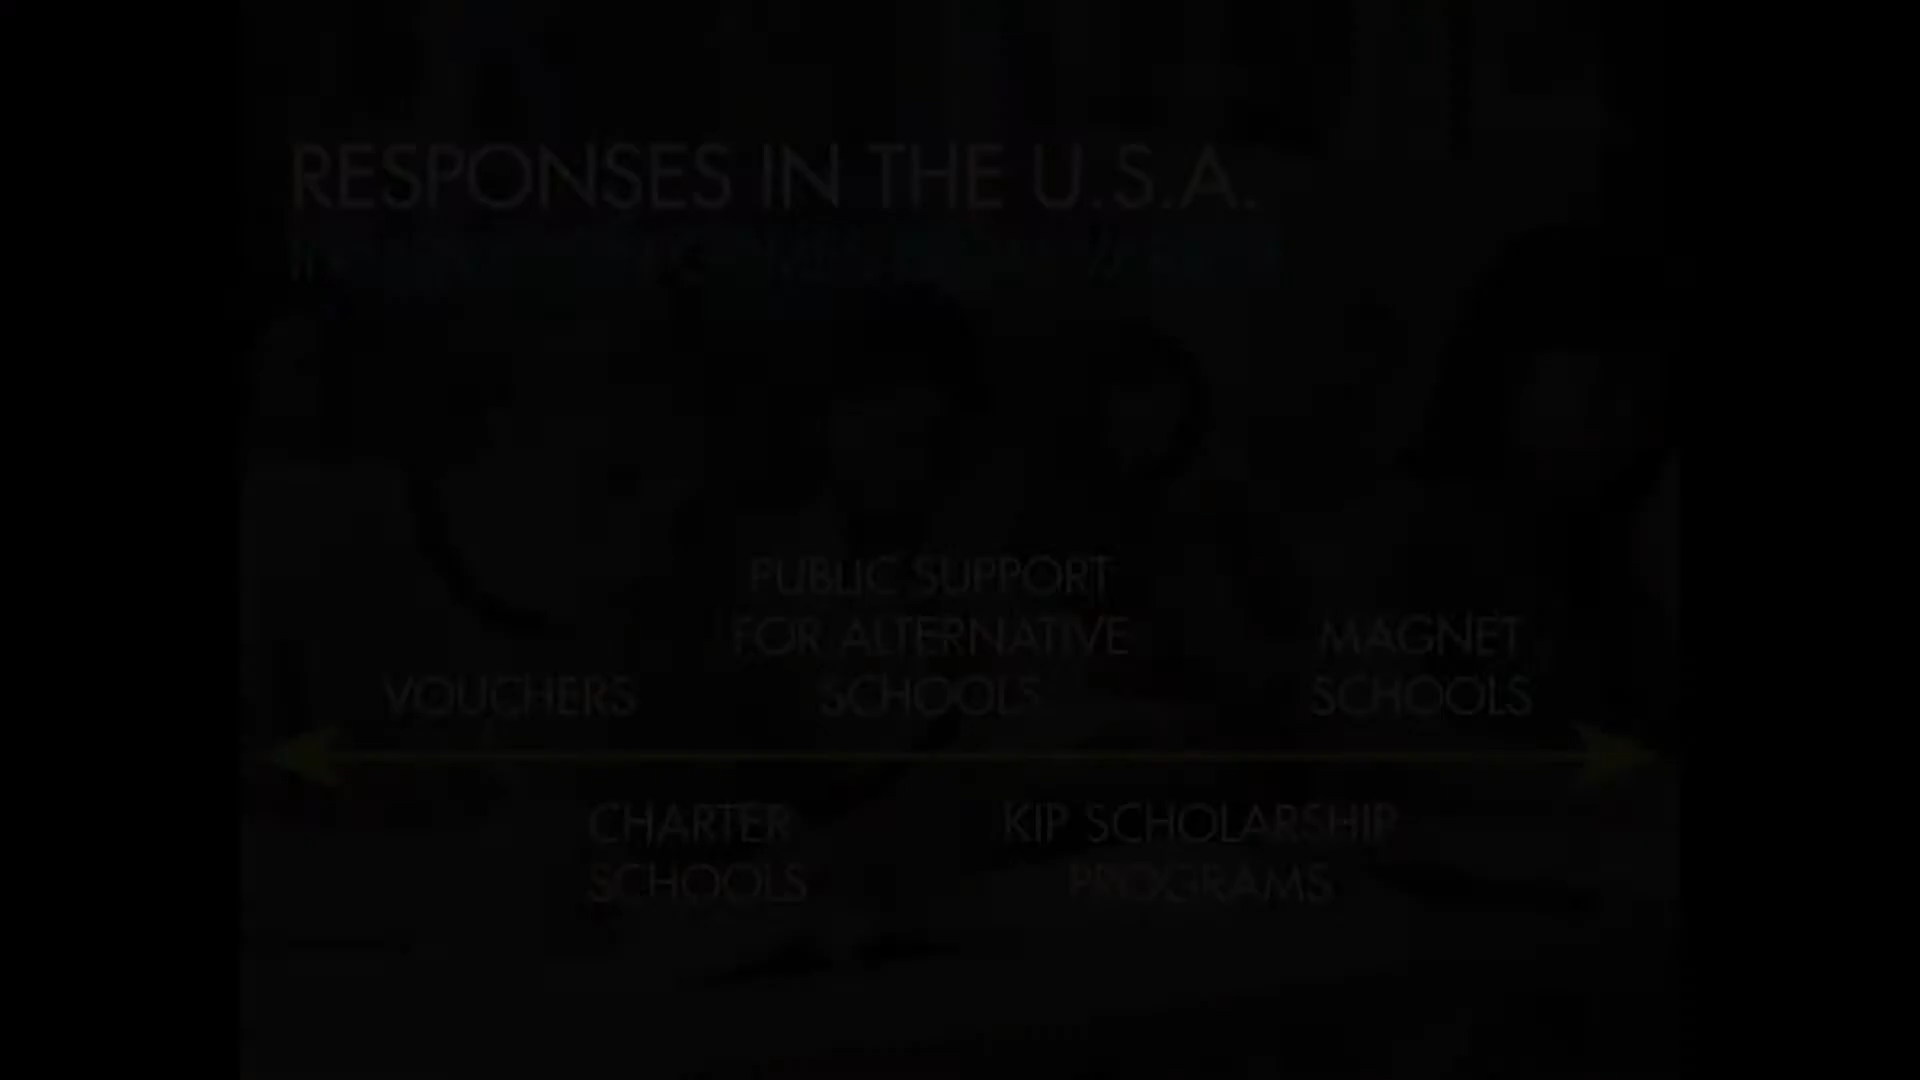 RESPONSES IN THE U.S.A.
PUBLIC SUPPORT
FOR ALTERNATIVE
SCHOOLS
MAGNET
SCHOOLS
VOUCHERS
CHARTER
SCHOOLS
KIP SCHOLARSHIP
PROGRAMS